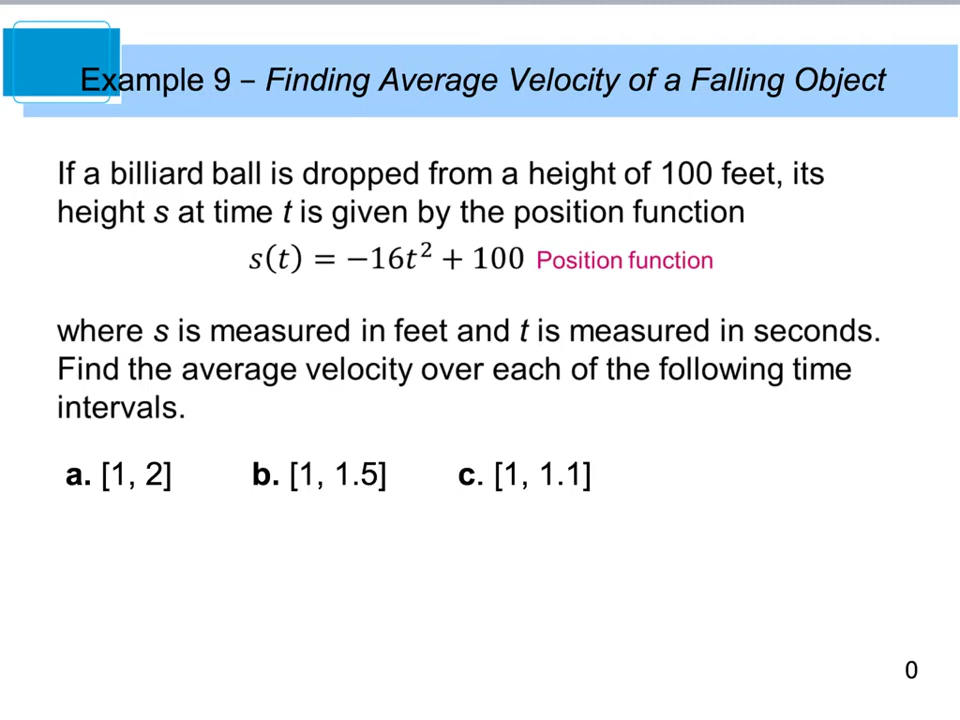 Example 9 – Finding Average Velocity of a Falling Object
If a billiard ball is dropped from a height of 100 feet, its
height s at time t is given by the position function
s(t) = −16t² + 100 Position function
where s is measured in feet and t is measured in seconds.
Find the average velocity over each of the following time
intervals.
a. [1, 2] b. [1, 1.5] c. [1, 1.1]
0